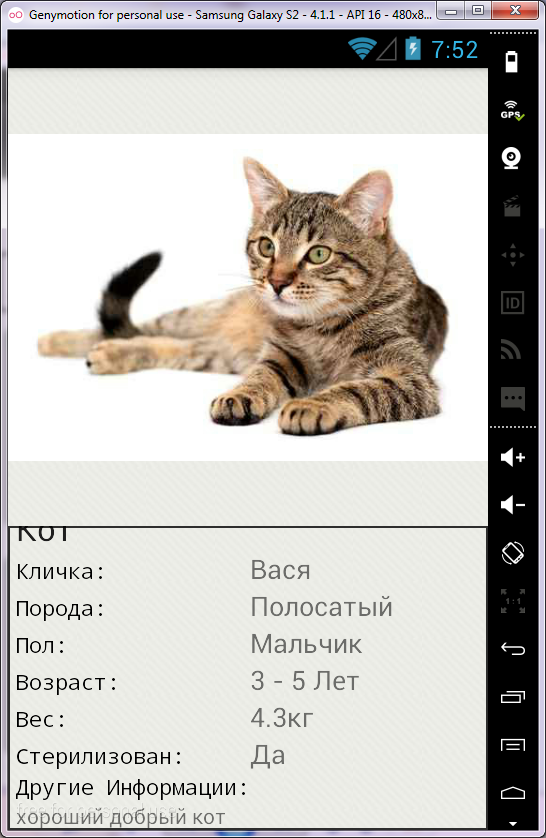 Genymotion for personal use - Samsung Galaxy S2 - 4.1.1 - API 16 - 480x8...
7:52
GPS
ID
1:1
Кот
Кличка: Вася
Порода: Полосатый
Пол: Мальчик
Возраст: 3 - 5 Лет
Вес: 4.3кг
Стерилизован: Да
Другие Информации:
free for personal use
хороший добрый кот